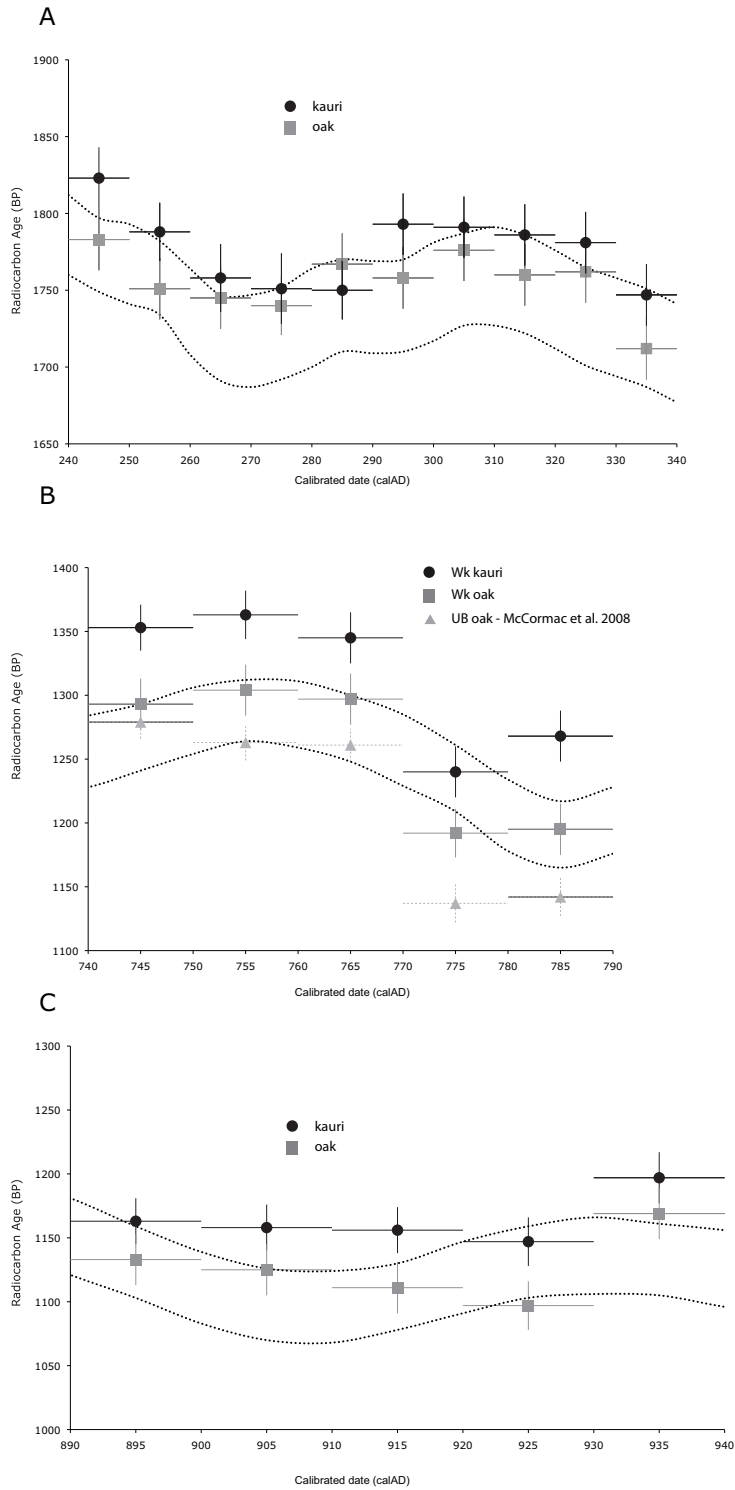 A
1900
1850
1800
1750
1700
1650
Radiocarbon Age (BP)
kauri
oak
240 250 260 270 280 290 300 310 320 330 340
Calibrated date (calAD)
B
1400
1350
1300
1250
1200
1150
1100
Radiocarbon Age (BP)
Wk kauri
Wk oak
UB oak - McCormac et al. 2008
740 745 750 755 760 765 770 775 780 785 790
Calibrated date (calAD)
C
1300
1250
1200
1150
1100
1050
1000
Radiocarbon Age (BP)
kauri
oak
890 895 900 905 910 915 920 925 930 935 940
Calibrated date (calAD)